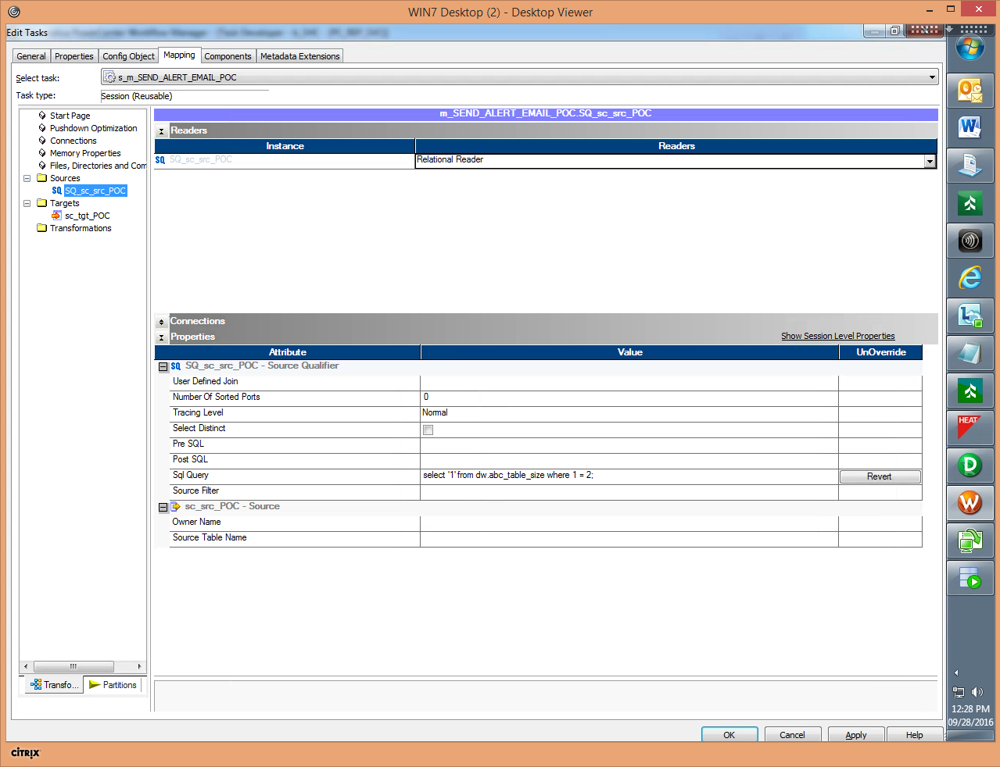 WIN7 Desktop (2) - Desktop Viewer
Edit Tasks
General Properties Config Object Mapping Components Metadata Extensions
Select task: s_m_SEND_ALERT_EMAIL_POC
Task type: Session (Reusable)
Start Page
Pushdown Optimization
Connections
Memory Properties
Files, Directories and Com
Sources
SQ SQ_sc_src_POC
Targets
sc_tgt_POC
Transformations
Transfo... Partitions
m_SEND_ALERT_EMAIL_POC.SQ_sc_src_POC
Readers
Instance Readers
SQ SQ_sc_src_POC Relational Reader
Connections
Properties Show Session Level Properties
Attribute Value UnOverride
SQ SQ_sc_src_POC - Source Qualifier
User Defined Join
Number Of Sorted Ports 0
Tracing Level Normal
Select Distinct
Pre SQL
Post SQL
Sql Query select '1' from dw.abc_table_size where 1 = 2; Revert
Source Filter
sc_src_POC - Source
Owner Name
Source Table Name
OK Cancel Apply Help
HEAT
12:28 PM
09/28/2016
CITRIX